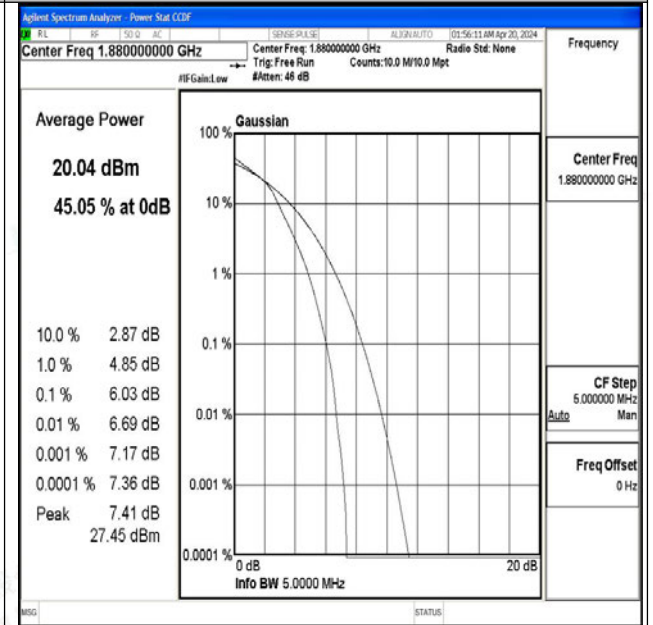 Agilent Spectrum Analyzer - Power Stat CCDF
RL RF 50 Ω AC SENSE:PULSE ALIGN AUTO 01:56:11 AM Apr 20, 2024
Center Freq 1.880000000 GHz
Center Freq: 1.880000000 GHz Radio Std: None
Trig: Free Run Counts:10.0 M/10.0 Mpt
#IFGain:Low #Atten: 46 dB
Frequency
Average Power
20.04 dBm
45.05 % at 0dB
10.0 % 2.87 dB
1.0 % 4.85 dB
0.1 % 6.03 dB
0.01 % 6.69 dB
0.001 % 7.17 dB
0.0001 % 7.36 dB
Peak 7.41 dB
27.45 dBm
Gaussian
100 %
10 %
1 %
0.1 %
0.01 %
0.001 %
0.0001 %
0 dB 20 dB
Info BW 5.0000 MHz
Center Freq
1.880000000 GHz
CF Step
5.000000 MHz
Auto Man
Freq Offset
0 Hz
MSG STATUS